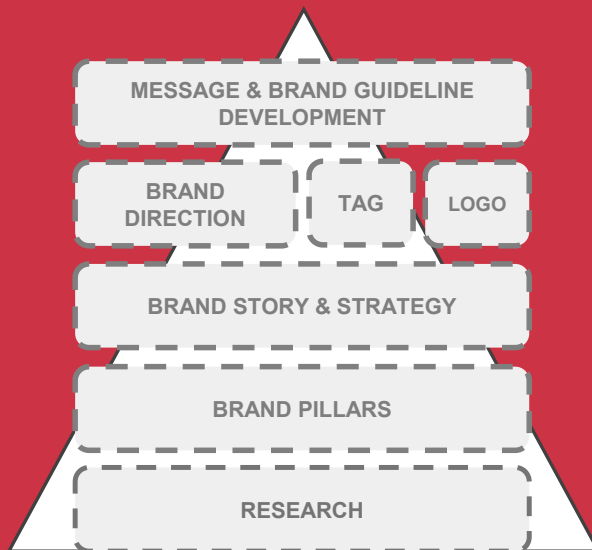 MESSAGE & BRAND GUIDELINE
DEVELOPMENT
BRAND
DIRECTION
TAG
LOGO
BRAND STORY & STRATEGY
BRAND PILLARS
RESEARCH